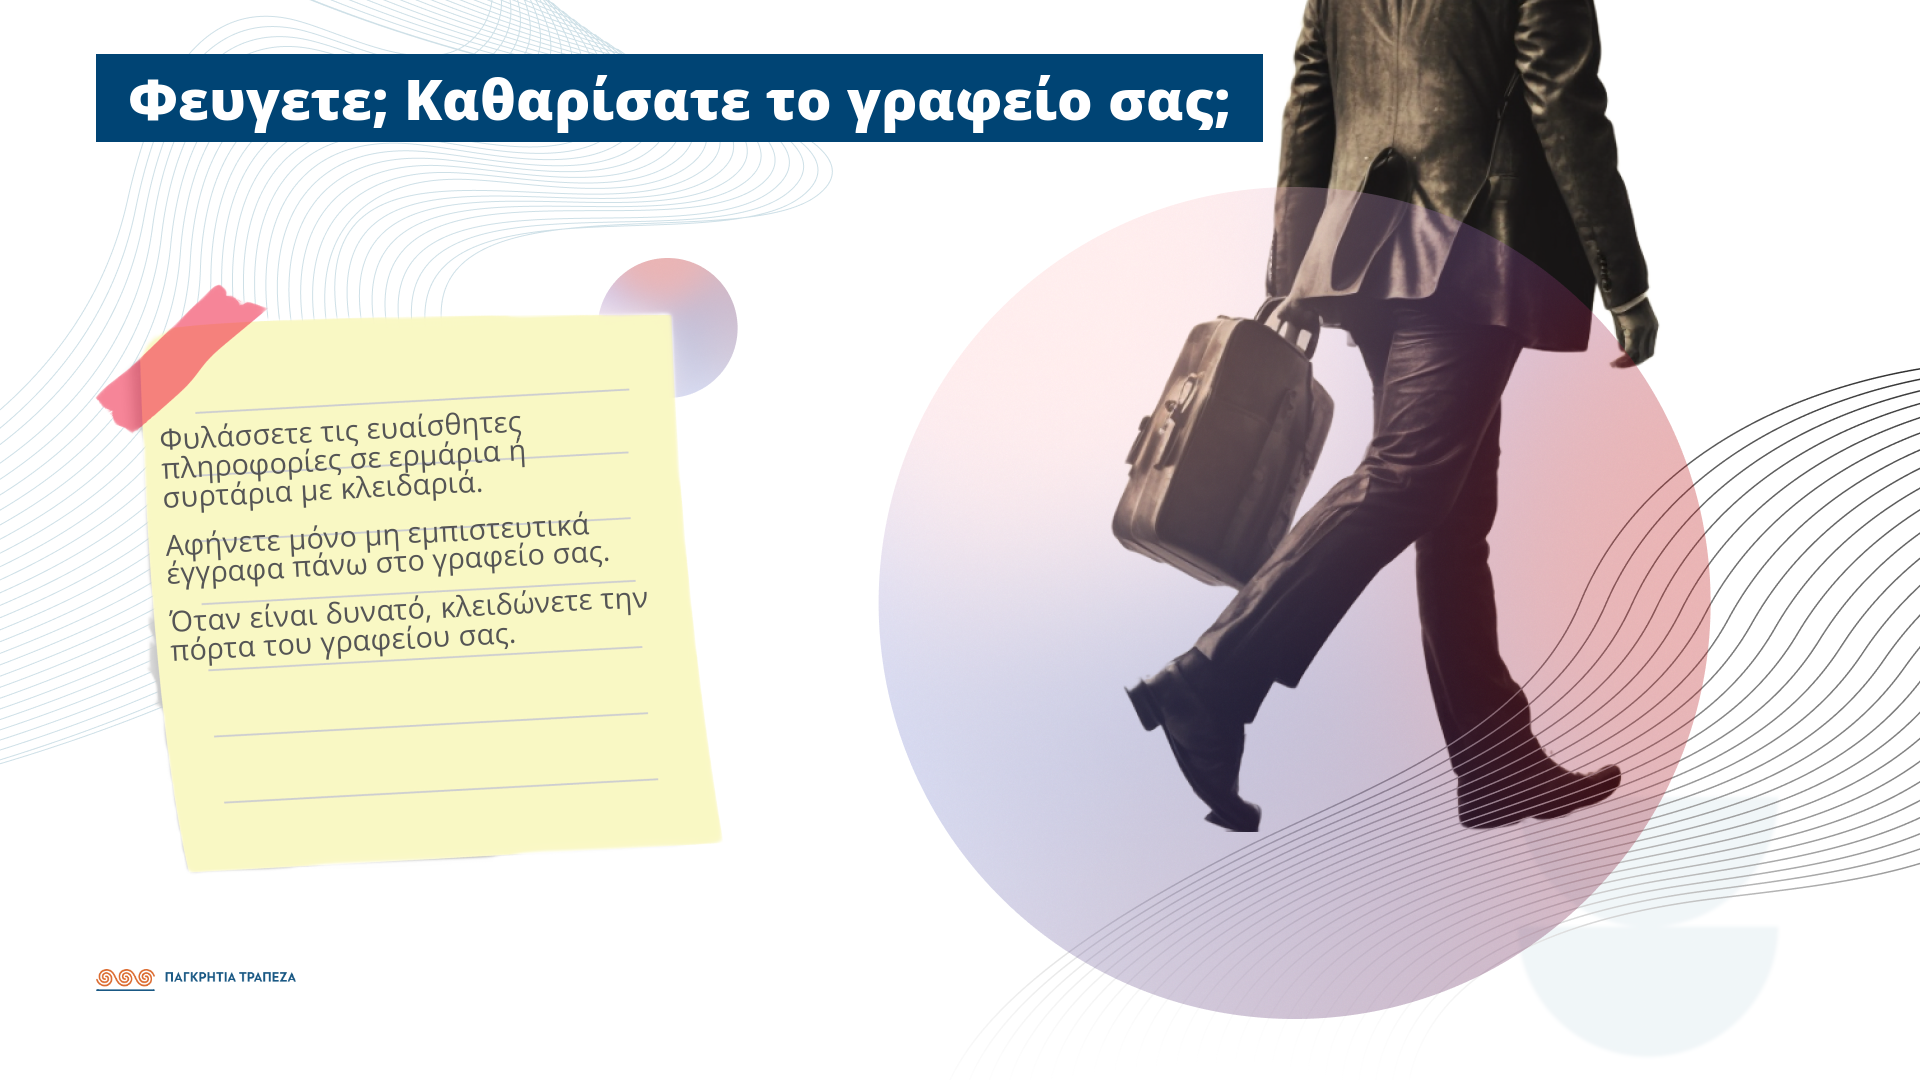 Φευγετε; Καθαρίσατε το γραφείο σας;
Φυλάσσετε τις ευαίσθητες
πληροφορίες σε ερμάρια ή
συρτάρια με κλειδαριά.
Αφήνετε μόνο μη εμπιστευτικά
έγγραφα πάνω στο γραφείο σας.
Όταν είναι δυνατό, κλειδώνετε την
πόρτα του γραφείου σας.
ΠΑΓΚΡΗΤΙΑ ΤΡΑΠΕΖΑ